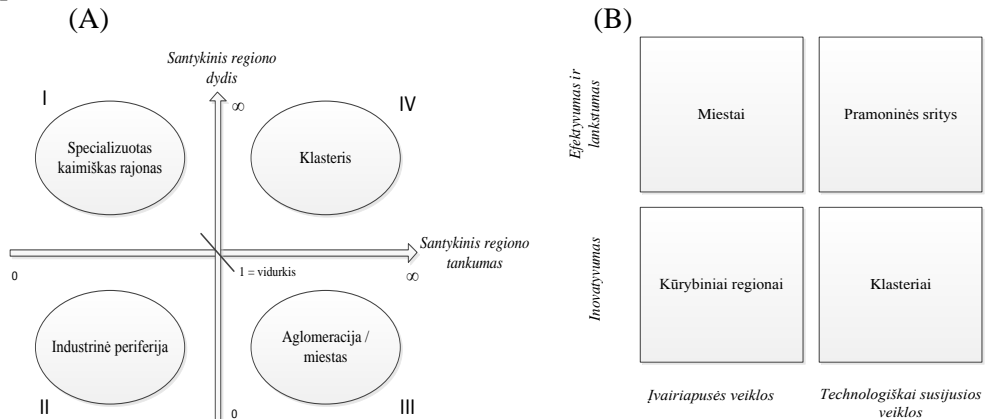 (A)
Santykinis regiono
dydis
∞
I
IV
Specializuotas
kaimiškas rajonas
Klasteris
Santykinis regiono
tankumas
0
1 = vidurkis
∞
Industrinė periferija
Aglomeracija /
miestas
II
0
III
(B)
Efektyvumas ir
lankstumas
Miestai
Pramoninės sritys
Inovatyvumas
Kūrybiniai regionai
Klasteriai
Įvairiapusės veiklos
Technologiškai susijusios
veiklos